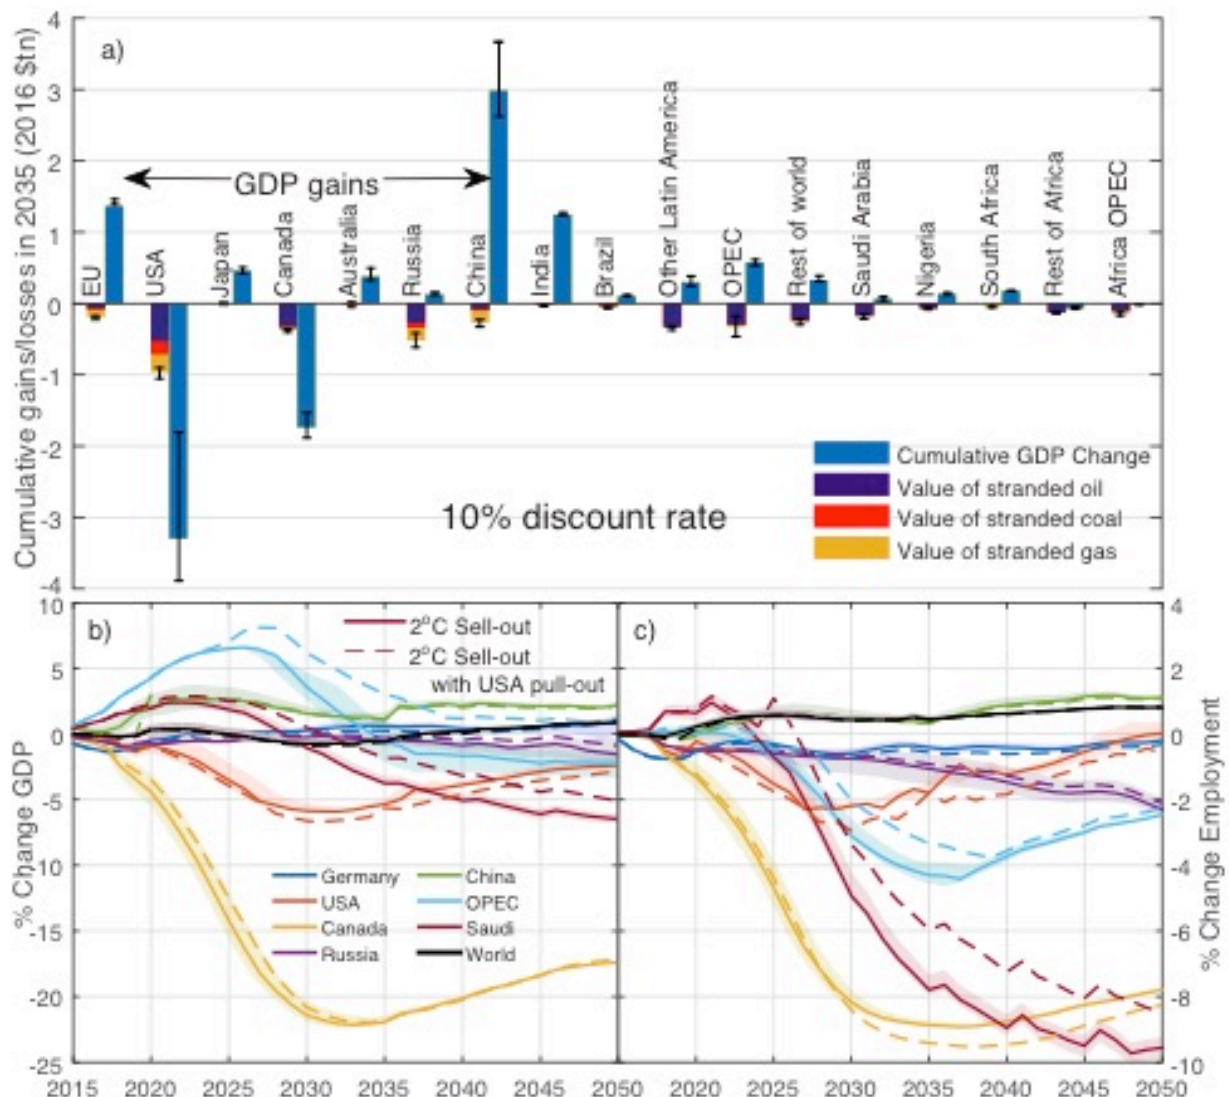 Cumulative gains/losses in 2035 (2016 $tn)
4
3
2
1
0
-1
-2
-3
-4
a)
GDP gains
EU
USA
Japan
Canada
Australia
Russia
China
India
Brazil
Other Latin America
OPEC
Rest of world
Saudi Arabia
Nigeria
South Africa
Rest of Africa
Africa OPEC
10% discount rate
Cumulative GDP Change
Value of stranded oil
Value of stranded coal
Value of stranded gas
% Change GDP
10
5
0
-5
-10
-15
-20
-25
b)
2°C Sell-out
2°C Sell-out
with USA pull-out
Germany
USA
Canada
Russia
China
OPEC
Saudi
World
2015 2020 2025 2030 2035 2040 2045 2050
c)
4
2
0
-2
-4
-6
-8
-10
% Change Employment
2020 2025 2030 2035 2040 2045 2050